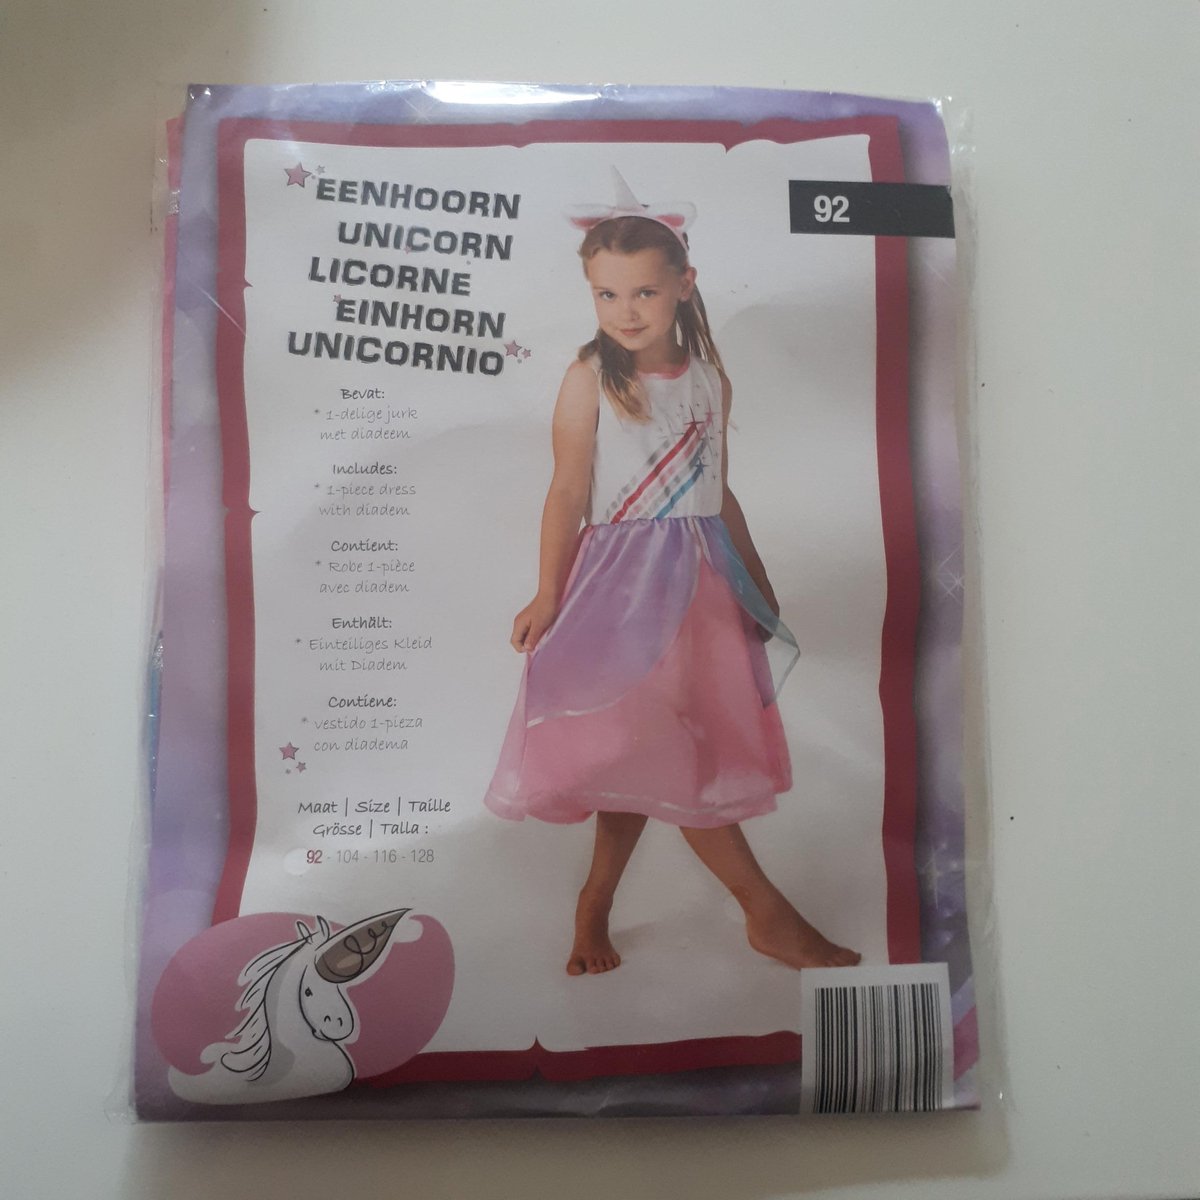 EENHOORN
UNICORN
LICORNE
EINHORN
UNICORNIO
92
Bevat:
* 1-delige jurk
met diadeem
Includes:
* 1-piece dress
with diadem
Contient:
* Robe 1-pièce
avec diadem
Enthält:
* Einteiliges Kleid
mit Diadem
Contiene:
* vestido 1-pieza
con diadema
Maat | Size | Taille
Grösse | Talla :
92 - 104 - 116 - 128